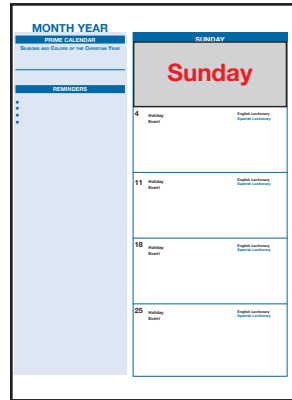 MONTH YEAR
PRIME CALENDAR
Seasons and Colors of the Christian Year
REMINDERS
SUNDAY
Sunday
4 Holiday English Lectionary
Event Spanish Lectionary
11 Holiday English Lectionary
Event Spanish Lectionary
18 Holiday English Lectionary
Event Spanish Lectionary
25 Holiday English Lectionary
Event Spanish Lectionary